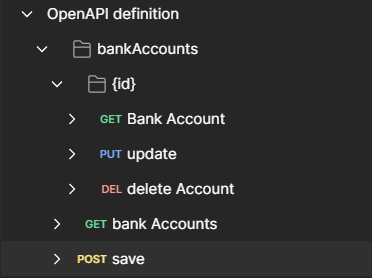 OpenAPI definition
bankAccounts
{id}
GET Bank Account
PUT update
DEL delete Account
GET bank Accounts
POST save